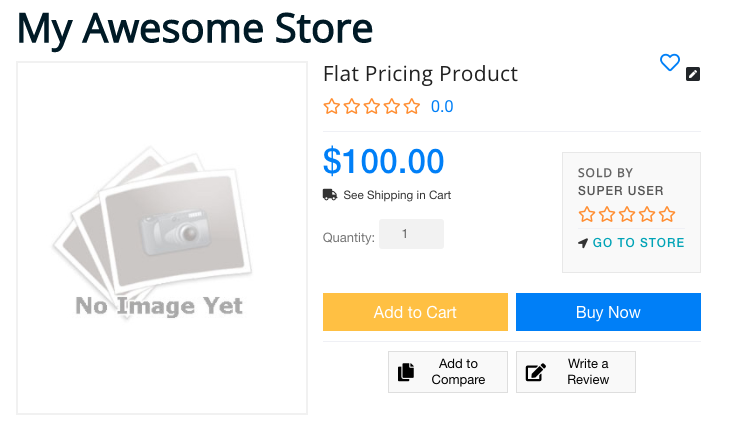 My Awesome Store
No Image Yet
Flat Pricing Product
0.0
$100.00
See Shipping in Cart
Quantity: 1
SOLD BY
SUPER USER
GO TO STORE
Add to Cart
Buy Now
Add to
Compare
Write a
Review